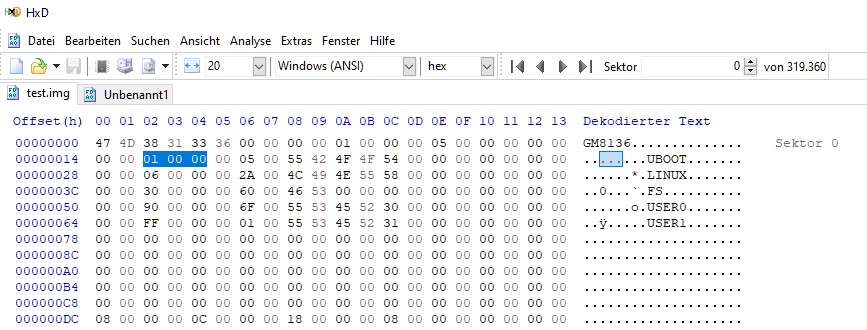 HxD
Datei Bearbeiten Suchen Ansicht Analyse Extras Fenster Hilfe
20 Windows (ANSI) hex Sektor 0 von 319.360
test.img Unbenannt1
Offset(h) 00 01 02 03 04 05 06 07 08 09 0A 0B 0C 0D 0E 0F 10 11 12 13 Dekodierter Text
00000000 47 4D 38 31 33 36 00 00 00 00 01 00 00 00 05 00 00 00 00 00 GM8136.............. Sektor 0
00000014 00 00 01 00 00 00 05 00 55 42 4F 4F 54 00 00 00 00 00 00 00 ........UBOOT.......
00000028 00 00 06 00 00 00 2A 00 4C 49 4E 55 58 00 00 00 00 00 00 00 ......*.LINUX.......
0000003C 00 00 30 00 00 00 60 00 46 53 00 00 00 00 00 00 00 00 00 00 ..0...`.FS..........
00000050 00 00 90 00 00 00 6F 00 55 53 45 52 30 00 00 00 00 00 00 00 ......o.USER0.......
00000064 00 00 FF 00 00 00 01 00 55 53 45 52 31 00 00 00 00 00 00 00 ..ÿ.....USER1.......
00000078 00 00 00 00 00 00 00 00 00 00 00 00 00 00 00 00 00 00 00 00 ....................
0000008C 00 00 00 00 00 00 00 00 00 00 00 00 00 00 00 00 00 00 00 00 ....................
000000A0 00 00 00 00 00 00 00 00 00 00 00 00 00 00 00 00 00 00 00 00 ....................
000000B4 00 00 00 00 00 00 00 00 00 00 00 00 00 00 00 00 00 00 00 00 ....................
000000C8 00 00 00 00 00 00 00 00 00 00 00 00 00 00 00 00 00 00 00 00 ....................
000000DC 08 00 00 00 0C 00 00 00 18 00 00 00 08 00 00 00 00 00 00 00 ....................